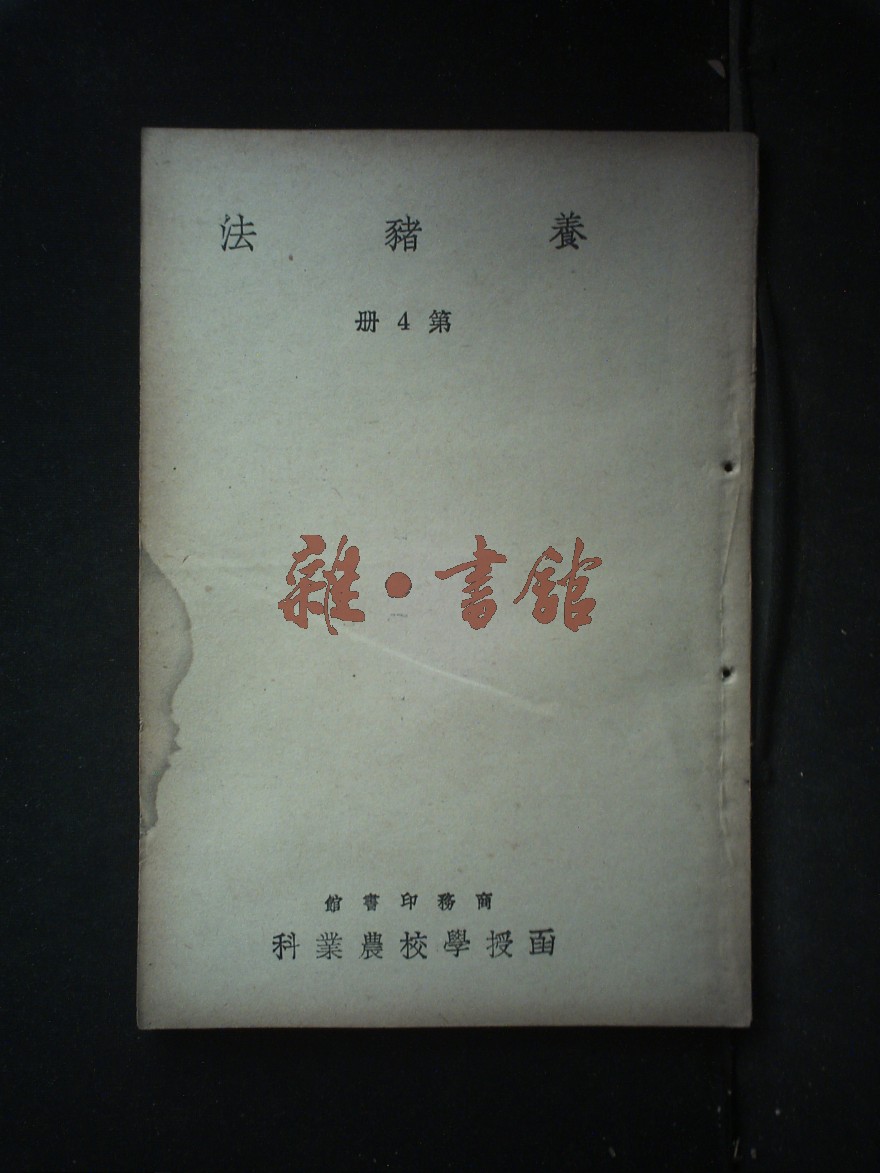 養豬法
第4册
雜·書館
商務印書館
函授學校農業科